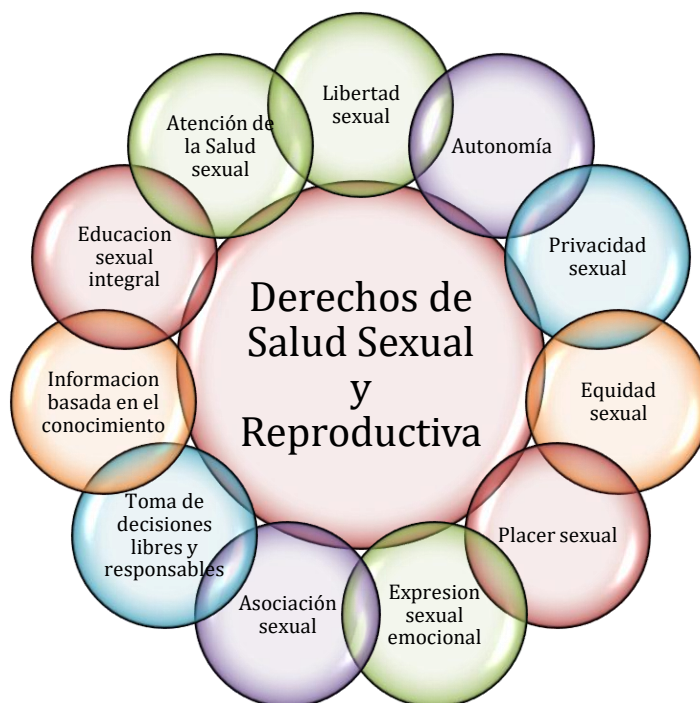 Derechos de
Salud Sexual
y
Reproductiva
Libertad
sexual
Autonomía
Privacidad
sexual
Equidad
sexual
Placer sexual
Expresion
sexual
emocional
Asociación
sexual
Toma de
decisiones
libres y
responsables
Informacion
basada en el
conocimiento
Educacion
sexual
integral
Atención de
la Salud
sexual